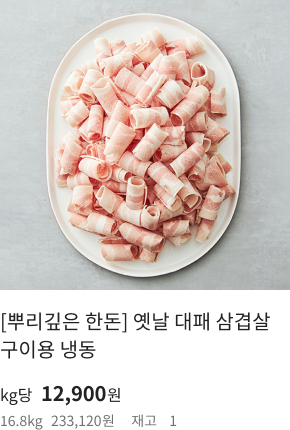 [뿌리깊은 한돈] 옛날 대패 삼겹살
구이용 냉동
kg당 12,900원
16.8kg 233,120원 재고 1